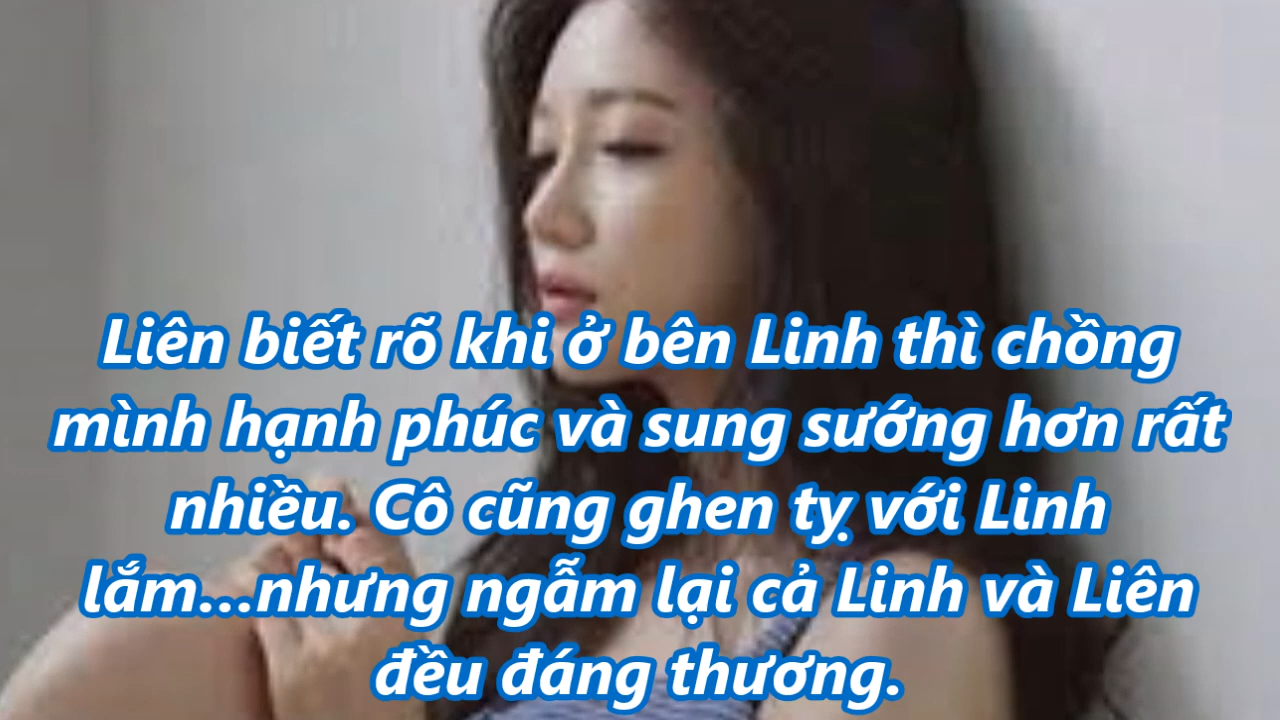 Liên biết rõ khi ở bên Linh thì chồng
mình hạnh phúc và sung sướng hơn rất
nhiều. Cô cũng ghen tỵ với Linh
lắm...nhưng ngẫm lại cả Linh và Liên
đều đáng thương.